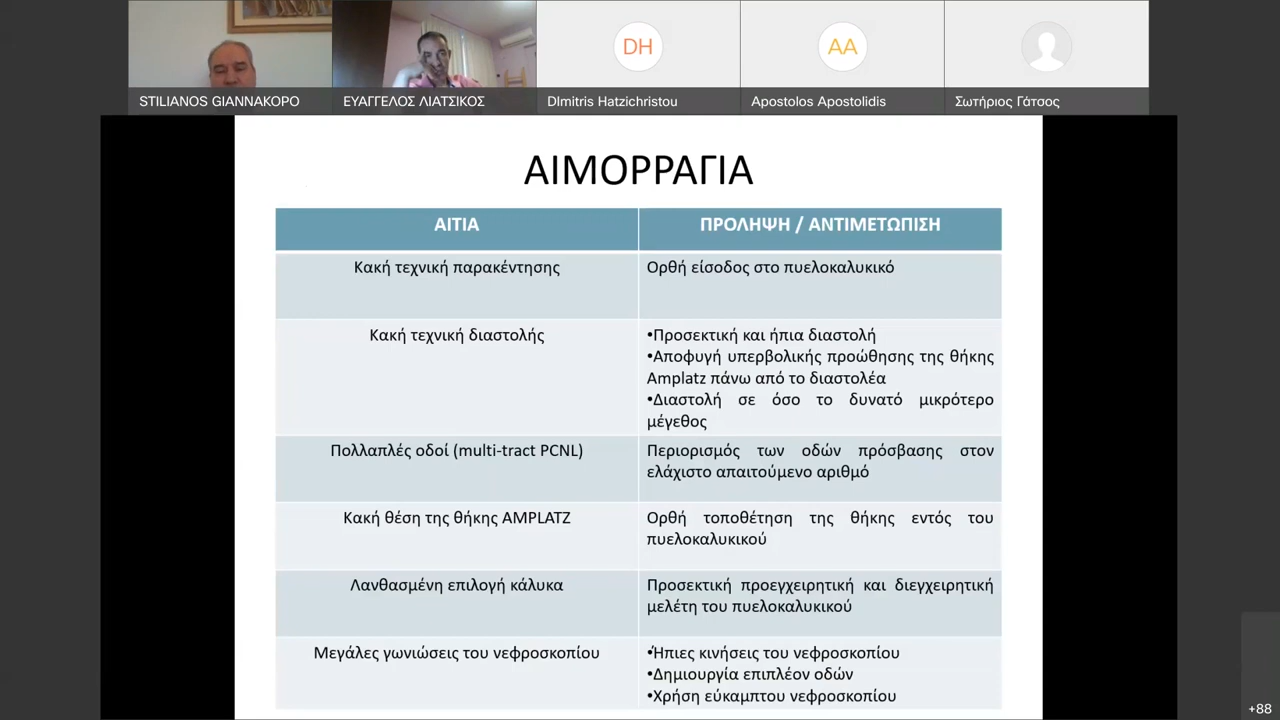 DH
AA
STILIANOS GIANNAKOPO
ΕΥΑΓΓΕΛΟΣ ΛΙΑΤΣΙΚΟΣ
DImitris Hatzichristou
Apostolos Apostolidis
Σωτήριος Γάτσος
ΑΙΜΟΡΡΑΓΙΑ
ΑΙΤΙΑ
ΠΡΟΛΗΨΗ / ΑΝΤΙΜΕΤΩΠΙΣΗ
Κακή τεχνική παρακέντησης
Ορθή είσοδος στο πυελοκαλυκικό
Κακή τεχνική διαστολής
•Προσεκτική και ήπια διαστολή
•Αποφυγή υπερβολικής προώθησης της θήκης
Amplatz πάνω από το διαστολέα
•Διαστολή σε όσο το δυνατό μικρότερο
μέγεθος
Πολλαπλές οδοί (multi-tract PCNL)
Περιορισμός των οδών πρόσβασης στον
ελάχιστο απαιτούμενο αριθμό
Κακή θέση της θήκης AMPLATZ
Ορθή τοποθέτηση της θήκης εντός του
πυελοκαλυκικού
Λανθασμένη επιλογή κάλυκα
Προσεκτική προεγχειρητική και διεγχειρητική
μελέτη του πυελοκαλυκικού
Μεγάλες γωνιώσεις του νεφροσκοπίου
•Ήπιες κινήσεις του νεφροσκοπίου
•Δημιουργία επιπλέον οδών
•Χρήση εύκαμπτου νεφροσκοπίου
+88